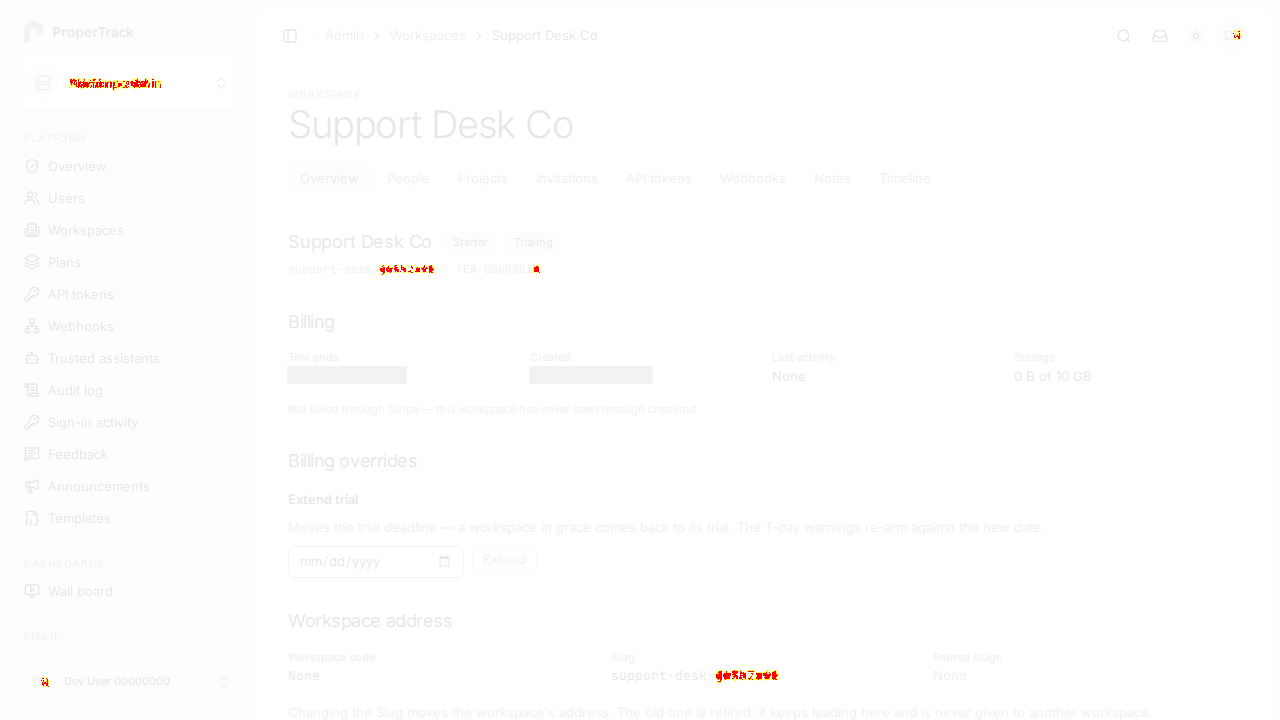 ProperTrack
Admin
Workspaces
Support Desk Co
PLATFORM
Overview
Users
Workspaces
Plans
API tokens
Webhooks
Trusted assistants
Audit log
Sign-in activity
Feedback
Announcements
Templates
DASHBOARDS
Wall board
EMAIL
Dev User 00000000
WORKSPACE
Support Desk Co
Overview People Projects Invitations API tokens Webhooks Notes Timeline
Support Desk Co Starter Trialing
support-desk- · TEN-0000001
Billing
Trial ends Created Last activity Storage
None 0 B of 10 GB
Not billed through Stripe — this workspace has never been through checkout.
Billing overrides
Extend trial
Moves the trial deadline — a workspace in grace comes back to its trial. The T-day warnings re-arm against the new date.
mm/dd/yyyy Extend
Workspace address
Workspace code Slug Retired slugs
None support-desk- None
Changing the Slug moves the workspace's address. The old one is retired: it keeps leading here and is never given to another workspace.